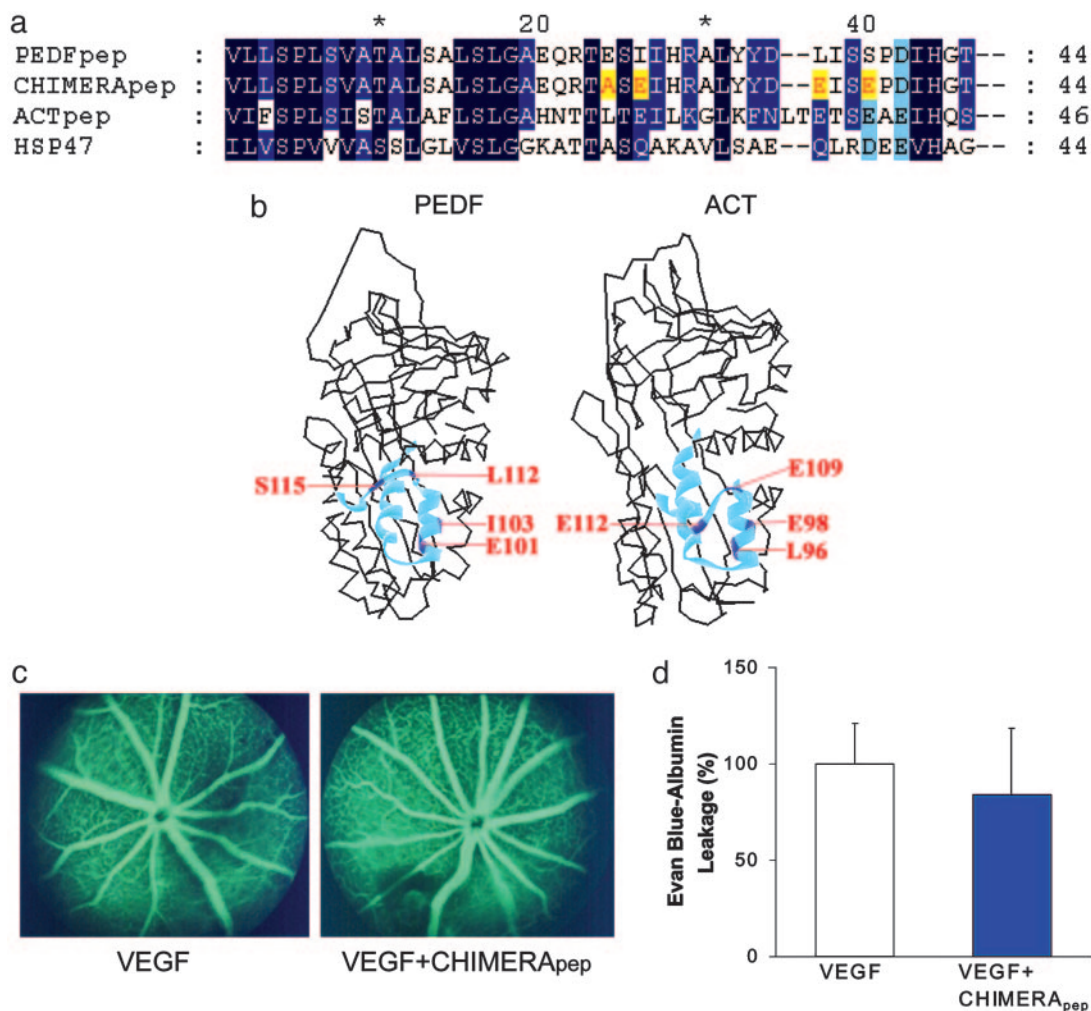 a
* 20 * 40
PEDFpep : VLLSPLSVATALSALSLGAEQRTESIIHRALYYD--LISSPDIHGT-- : 44
CHIMERApep : VLLSPLSVATALSALSLGAEQRTASEIHRALYYD--EISEPDIHGT-- : 44
ACTpep : VIFSPLSISTALAFLSLGAHNTTLTEILKGLKFNLTETSEAEIHQS-- : 46
HSP47 : ILVSPVVVASSLGLVSLGGKATTASQAKAVLSAE--QLRDEEVHAG-- : 44
b PEDF ACT
S115
L112
I103
E101
E109
E112
E98
L96
c
VEGF
VEGF+CHIMERApep
d
Evan Blue-Albumin
Leakage (%)
150
100
50
0
VEGF
VEGF+
CHIMERApep